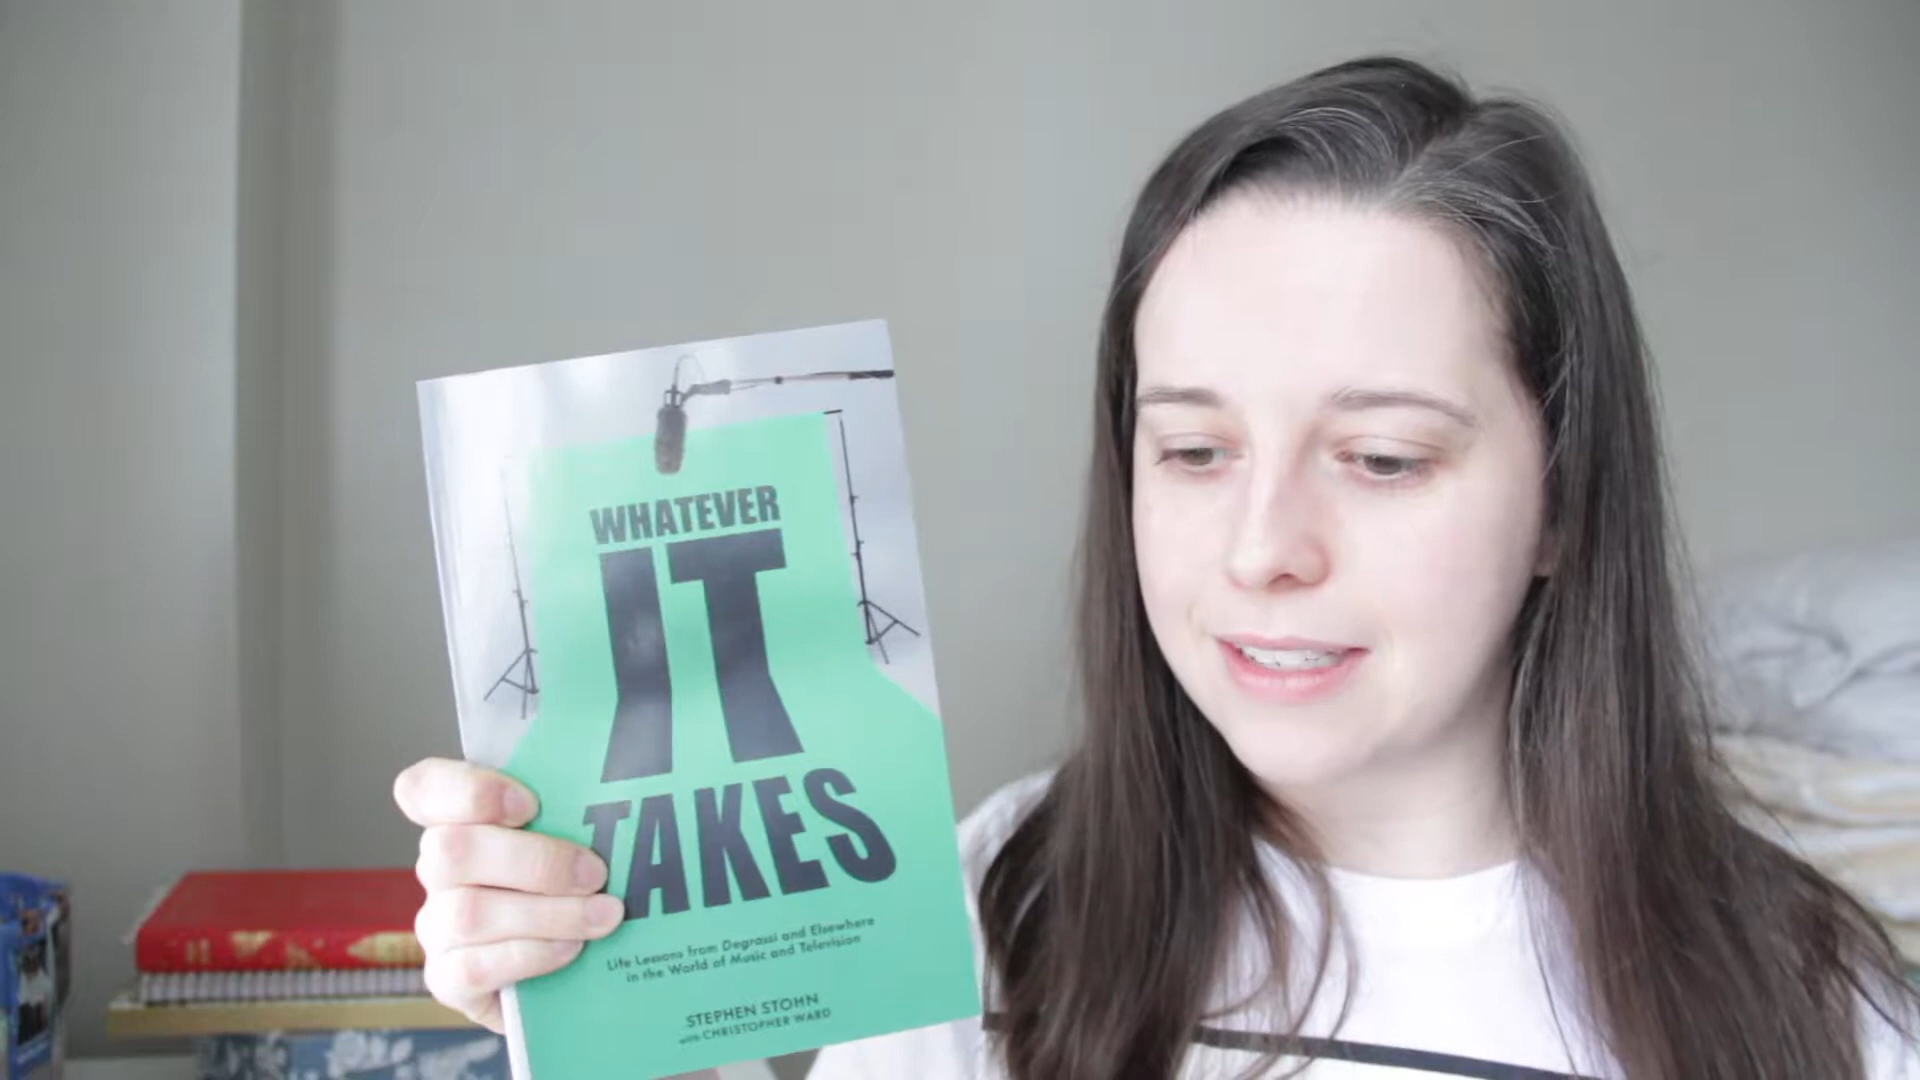 WHATEVER
IT
TAKES
Life Lessons from Degrassi and Elsewhere
in the World of Music and Television
STEPHEN STOHN
with CHRISTOPHER WARD